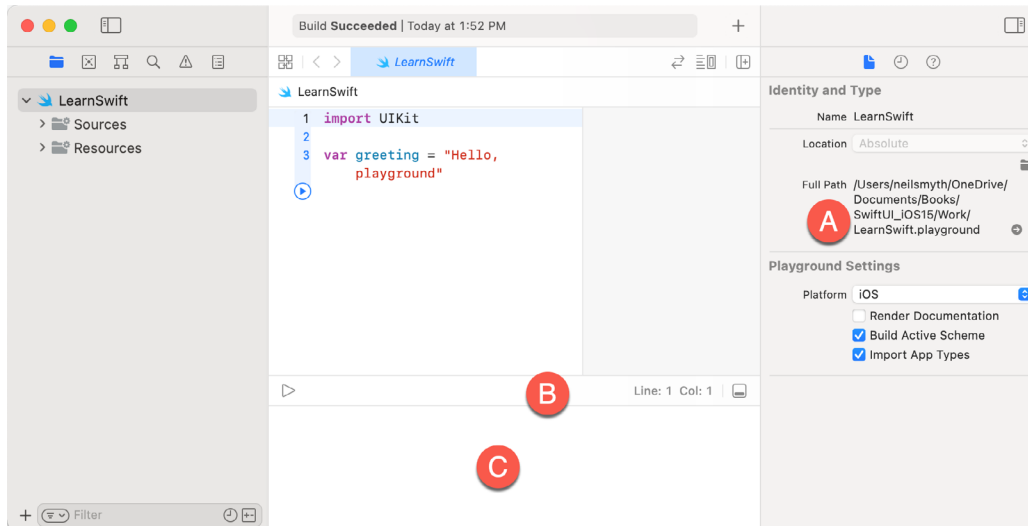 Build Succeeded | Today at 1:52 PM
LearnSwift
LearnSwift
Sources
Resources
LearnSwift
1 import UIKit
2
3 var greeting = "Hello,
playground"
Line: 1 Col: 1
Filter
Identity and Type
Name LearnSwift
Location Absolute
Full Path /Users/neilsmyth/OneDrive/
Documents/Books/
SwiftUI_iOS15/Work/
LearnSwift.playground
Playground Settings
Platform iOS
Render Documentation
Build Active Scheme
Import App Types
A
B
C